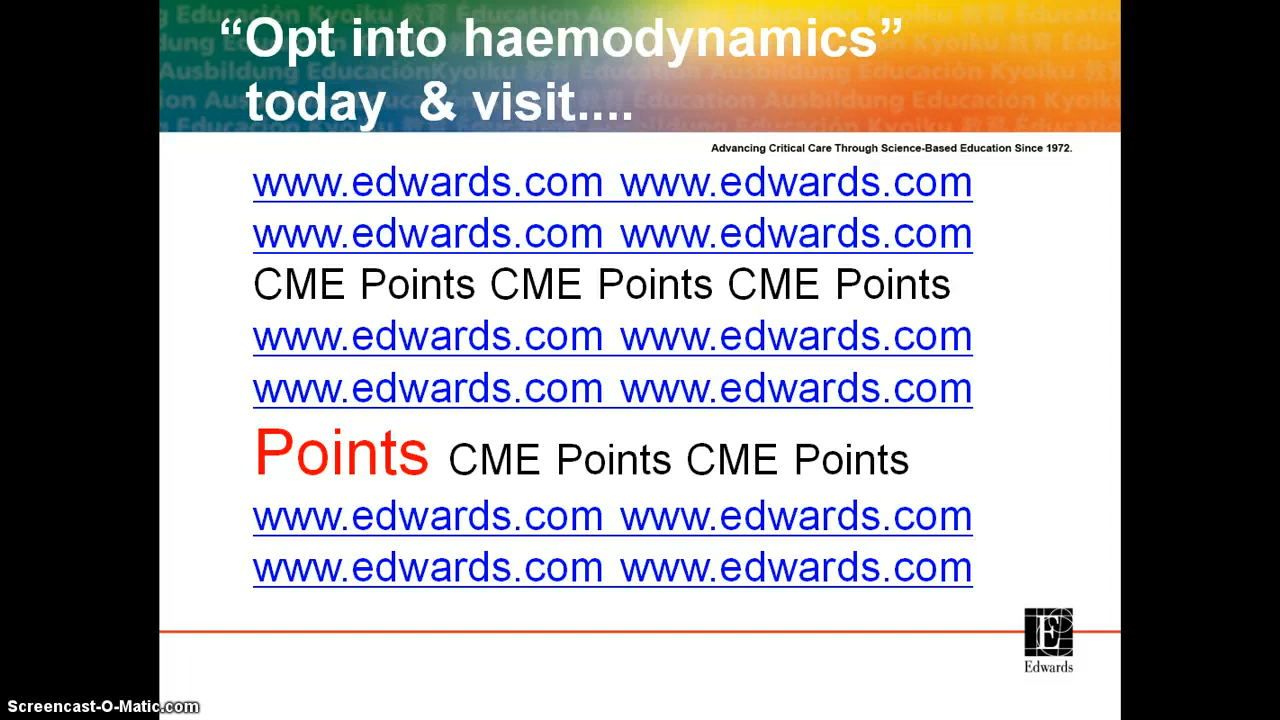 “Opt into haemodynamics”
today & visit....
Advancing Critical Care Through Science-Based Education Since 1972.
www.edwards.com www.edwards.com
www.edwards.com www.edwards.com
CME Points CME Points CME Points
www.edwards.com www.edwards.com
www.edwards.com www.edwards.com
Points CME Points CME Points
www.edwards.com www.edwards.com
www.edwards.com www.edwards.com
E
Edwards
Screencast-O-Matic.com